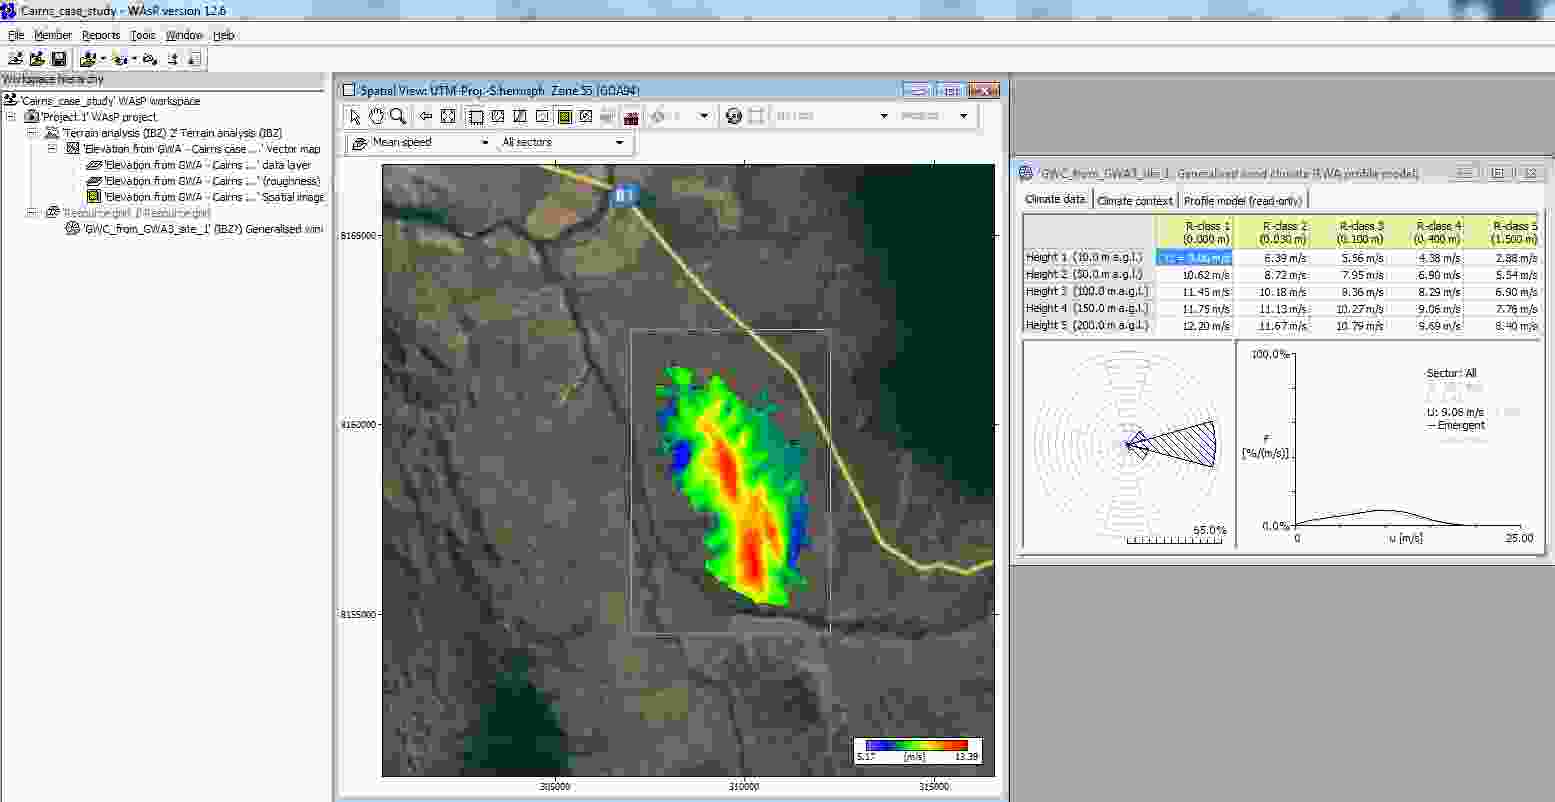 Cairns_case_study - WAsP version 12.6
File Member Reports Tools Window Help
Workspace hierarchy
'Cairns_case_study' WAsP workspace
'Project 1' WAsP project
'Terrain analysis (IBZ) 2' Terrain analysis (IBZ)
'Elevation from GWA - Cairns case ...' Vector map
'Elevation from GWA - Cairns ...' data layer
'Elevation from GWA - Cairns ...' (roughness)
'Elevation from GWA - Cairns ...' Spatial image
'Resource grid 1' Resource grid
'GWC_from_GWA3_site_1' (IBZ?) Generalised win
Spatial View: UTM-Proj.-S.hemisph. Zone 55 (GDA94)
Mean speed All sectors
81
8165000
8160000
8155000
305000 310000 315000
5.17 [m/s] 13.39
'GWC_from_GWA3_site_1' Generalised wind climate (GWA profile model)
Climate data Climate context Profile model (read-only)
R-class 1 R-class 2 R-class 3 R-class 4 R-class 5
(0.000 m) (0.030 m) (0.100 m) (0.400 m) (1.500 m)
Height 1 (10.0 m a.g.l.) 6.39 m/s 5.56 m/s 4.38 m/s 2.88 m/s
Height 2 (50.0 m a.g.l.) 10.62 m/s 8.72 m/s 7.95 m/s 6.90 m/s 5.54 m/s
Height 3 (100.0 m a.g.l.) 11.45 m/s 10.18 m/s 9.36 m/s 8.29 m/s 6.90 m/s
Height 4 (150.0 m a.g.l.) 11.75 m/s 11.13 m/s 10.27 m/s 9.06 m/s 7.76 m/s
Height 5 (200.0 m a.g.l.) 12.20 m/s 11.67 m/s 10.79 m/s 9.69 m/s 8.40 m/s
100.0%
Sector: All
U: 9.06 m/s
Emergent
f
[%/(m/s)]
55.0%
0.0%
0 u [m/s] 25.00